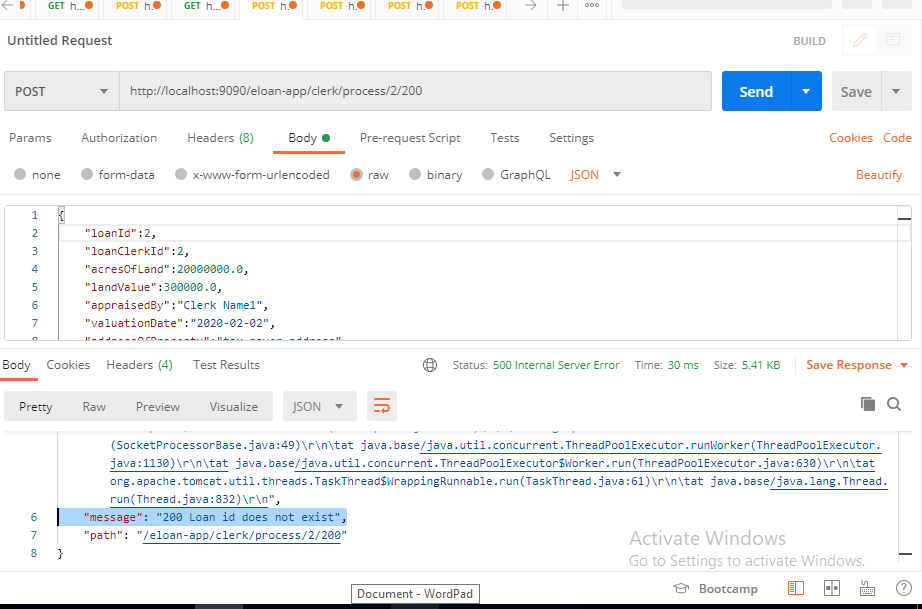 GET h... POST h. GET h... POST h. POST h. POST h. POST h.
Untitled Request
BUILD
POST http://localhost:9090/eloan-app/clerk/process/2/200 Send Save
Params Authorization Headers (8) Body Pre-request Script Tests Settings Cookies Code
none form-data x-www-form-urlencoded raw binary GraphQL JSON Beautify
1 {
2 "loanId":2,
3 "loanClerkId":2,
4 "acresOfLand":20000000.0,
5 "landValue":300000.0,
6 "appraisedBy":"Clerk Name1",
7 "valuationDate":"2020-02-02",
Body Cookies Headers (4) Test Results Status: 500 Internal Server Error Time: 30 ms Size: 5.41 KB Save Response
Pretty Raw Preview Visualize JSON
(SocketProcessorBase.java:49)\r\n\tat java.base/java.util.concurrent.ThreadPoolExecutor.runWorker(ThreadPoolExecutor.
java:1130)\r\n\tat java.base/java.util.concurrent.ThreadPoolExecutor$Worker.run(ThreadPoolExecutor.java:630)\r\n\tat
org.apache.tomcat.util.threads.TaskThread$WrappingRunnable.run(TaskThread.java:61)\r\n\tat java.base/java.lang.Thread.
run(Thread.java:832)\r\n",
6 "message": "200 Loan id does not exist",
7 "path": "/eloan-app/clerk/process/2/200"
8 }
Activate Windows
Go to Settings to activate Windows.
Bootcamp
Document - WordPad